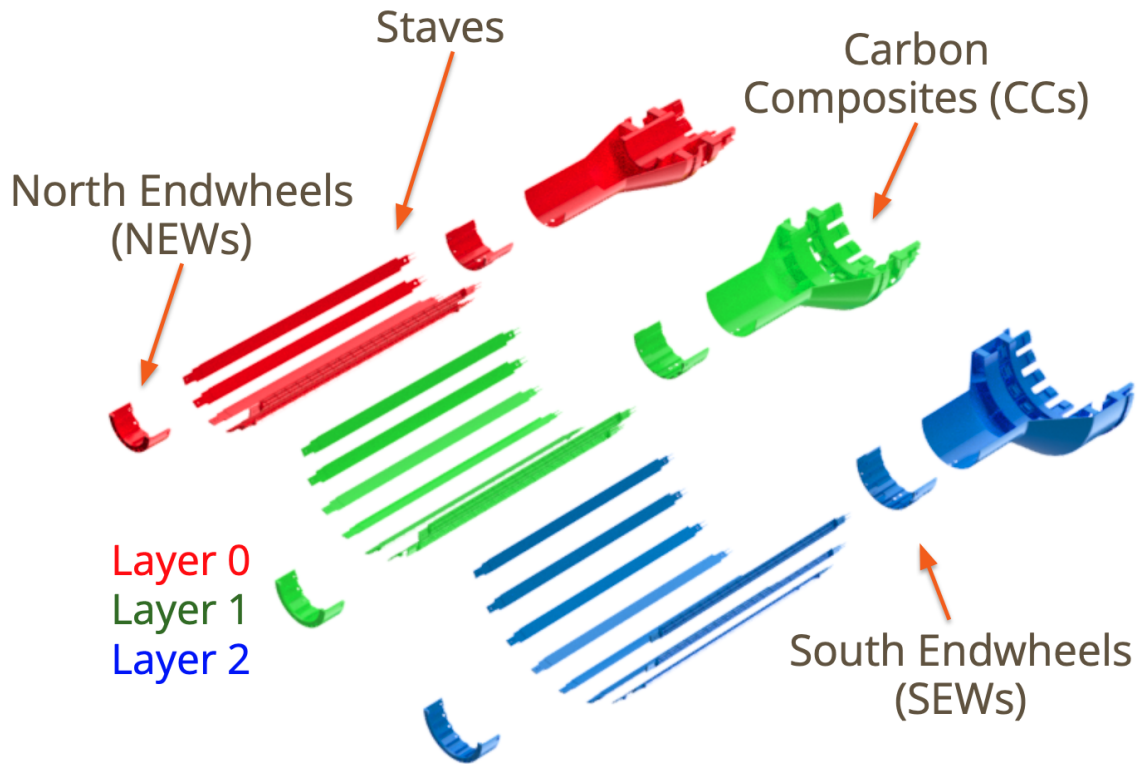 Staves
Carbon
Composites (CCs)
North Endwheels
(NEWs)
Layer 0
Layer 1
Layer 2
South Endwheels
(SEWs)